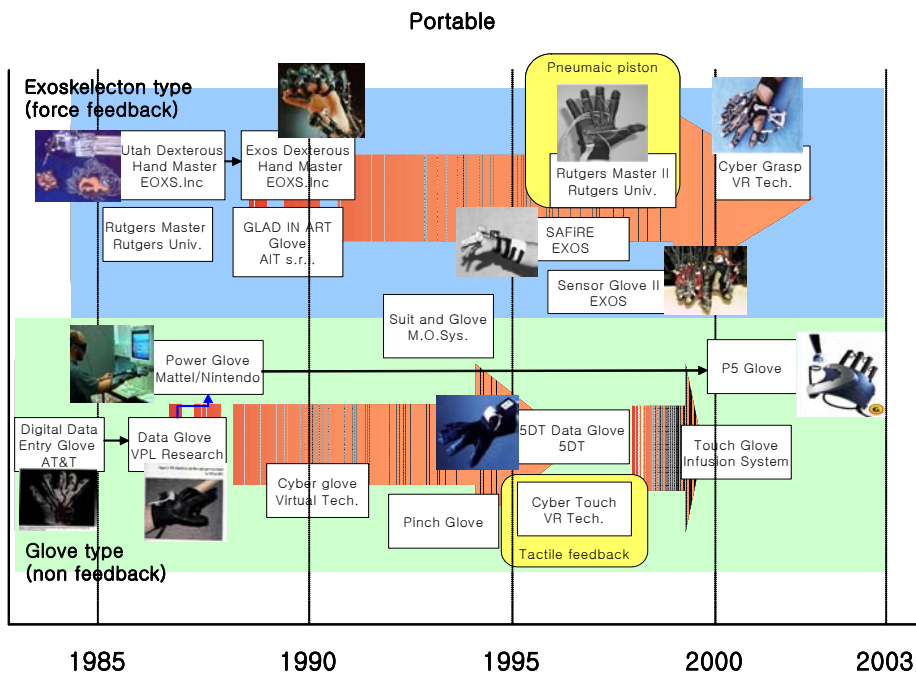 Portable
Exoskelecton type
(force feedback)
Pneumaic piston
Utah Dexterous
Hand Master
EOXS.Inc
Exos Dexterous
Hand Master
EOXS.Inc
Rutgers Master II
Rutgers Univ.
Cyber Grasp
VR Tech.
Rutgers Master
Rutgers Univ.
GLAD IN ART
Glove
AIT s.r..
SAFiRE
EXOS
Sensor Glove II
EXOS
Suit and Glove
M.O.Sys.
Power Glove
Mattel/Nintendo
P5 Glove
Digital Data
Entry Glove
AT&T
Data Glove
VPL Research
5DT Data Glove
5DT
Touch Glove
Infusion System
Cyber glove
Virtual Tech.
Pinch Glove
Cyber Touch
VR Tech.
Tactile feedback
Glove type
(non feedback)
1985
1990
1995
2000
2003